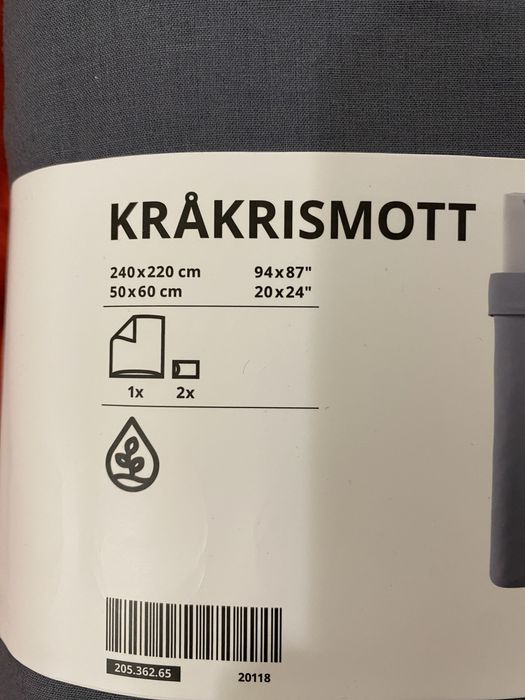 KRÅKRISMOTT
240x220 cm 94x87"
50x60 cm 20x24"
1x 2x
205.362.65 20118